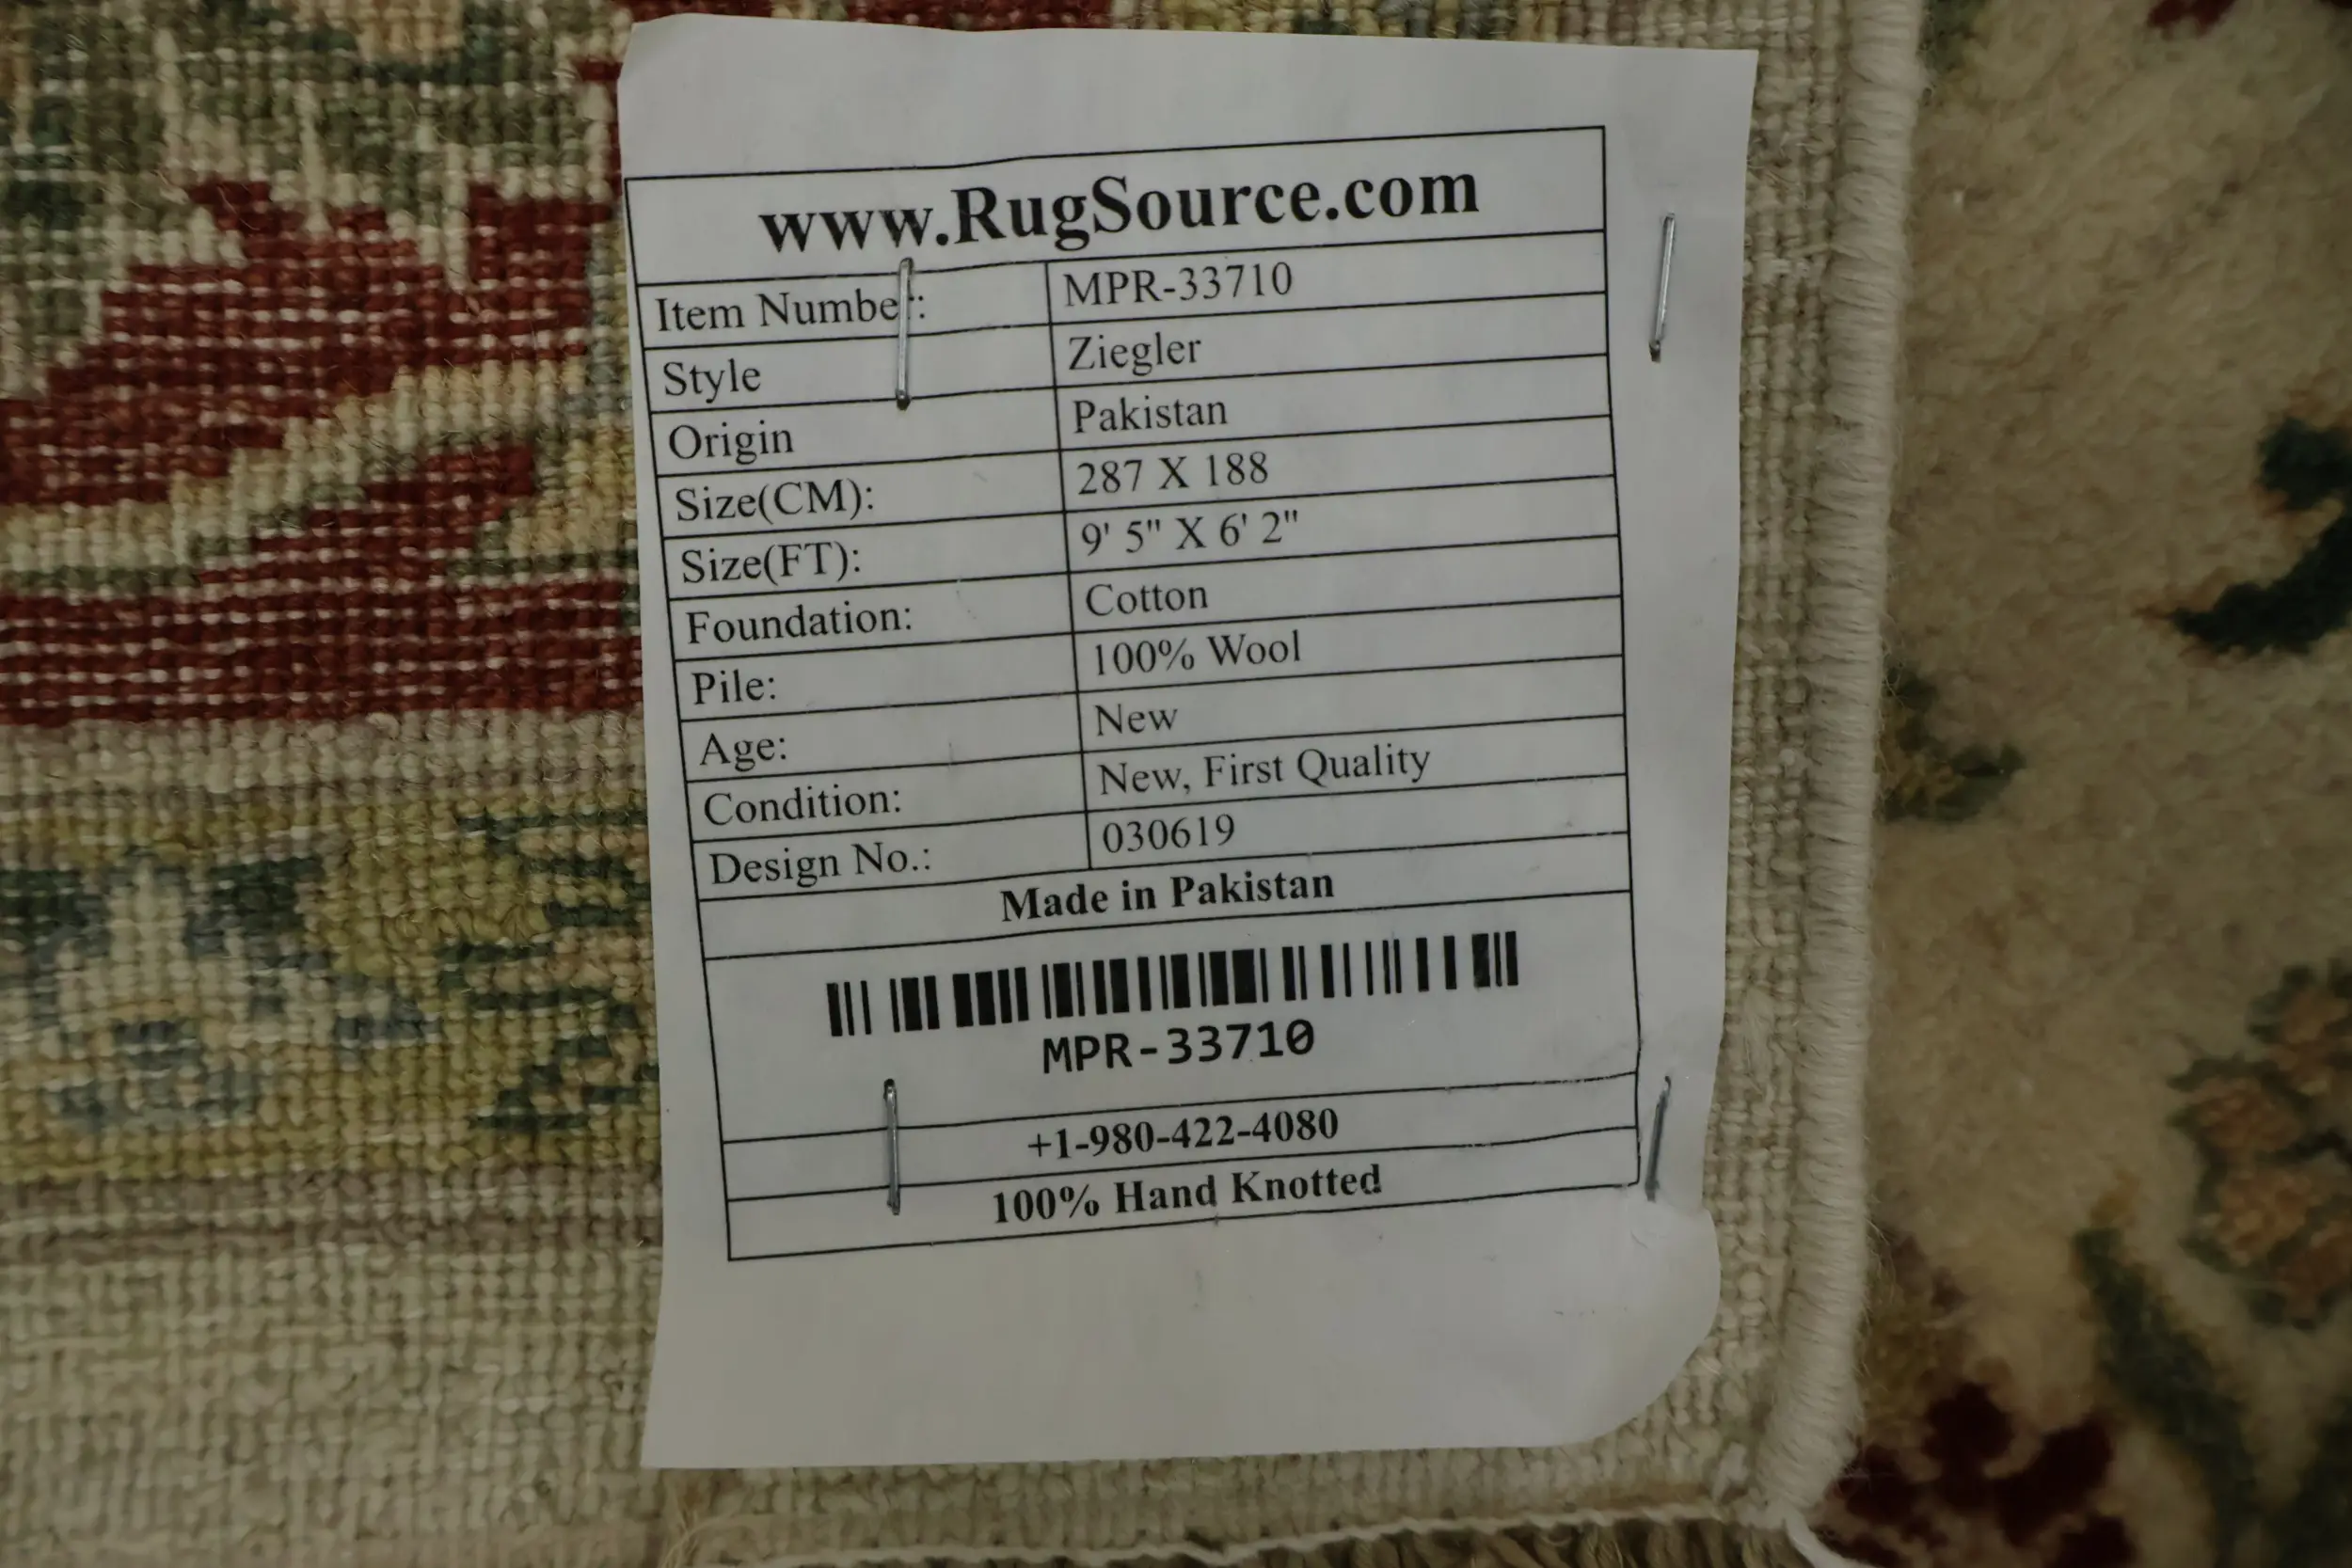 www.RugSource.com
Item Number: MPR-33710
Style Ziegler
Origin Pakistan
Size(CM): 287 X 188
Size(FT): 9' 5" X 6' 2"
Foundation: Cotton
Pile: 100% Wool
Age: New
Condition: New, First Quality
Design No.: 030619
Made in Pakistan
MPR-33710
+1-980-422-4080
100% Hand Knotted